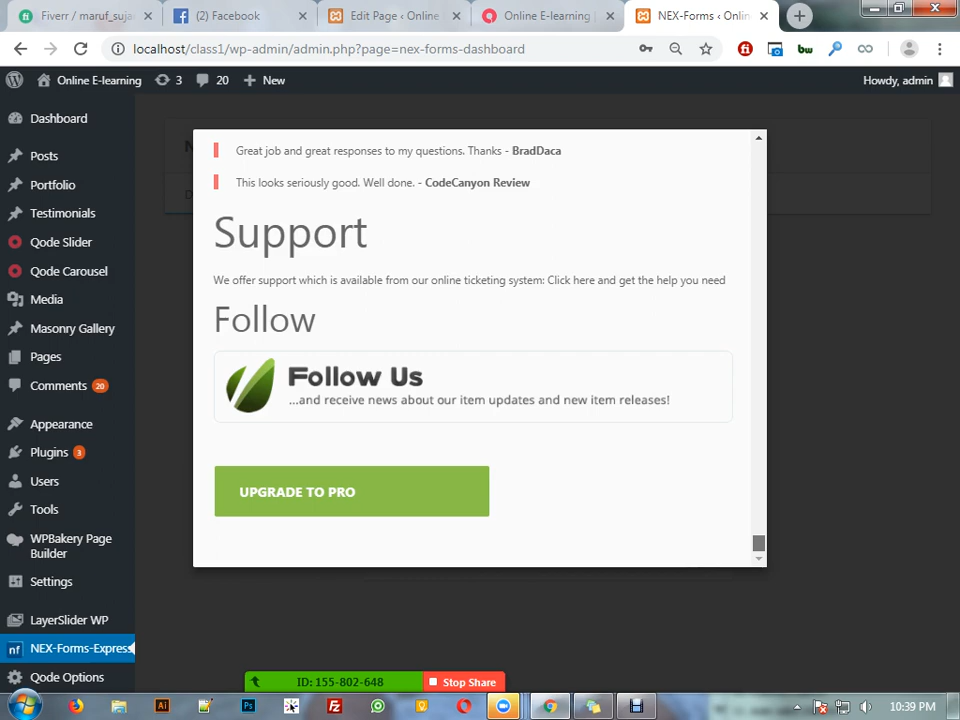 Fiverr / maruf_suja
(2) Facebook
Edit Page ‹ Online
Online E-learning |
NEX-Forms ‹ Onlin
localhost/class1/wp-admin/admin.php?page=nex-forms-dashboard
fi
bw
Online E-learning
3
20
New
Howdy, admin
Dashboard
Posts
Portfolio
Testimonials
Qode Slider
Qode Carousel
Media
Masonry Gallery
Pages
Comments 20
Appearance
Plugins 3
Users
Tools
WPBakery Page
Builder
Settings
LayerSlider WP
nf NEX-Forms-Express
Qode Options
Great job and great responses to my questions. Thanks - BradDaca
This looks seriously good. Well done. - CodeCanyon Review
Support
We offer support which is available from our online ticketing system: Click here and get the help you need
Follow
Follow Us
...and receive news about our item updates and new item releases!
UPGRADE TO PRO
ID: 155-802-648
Stop Share
Ai
Ps
10:39 PM